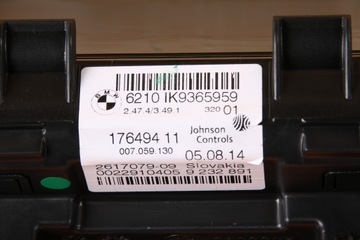 BMW
6210 IK9365959
2.47.4/3.49.1 320 01
176494 11 Johnson Controls
007.059.130 05.08.14
2617079-09 Slovakia
0022910405 9 232 891